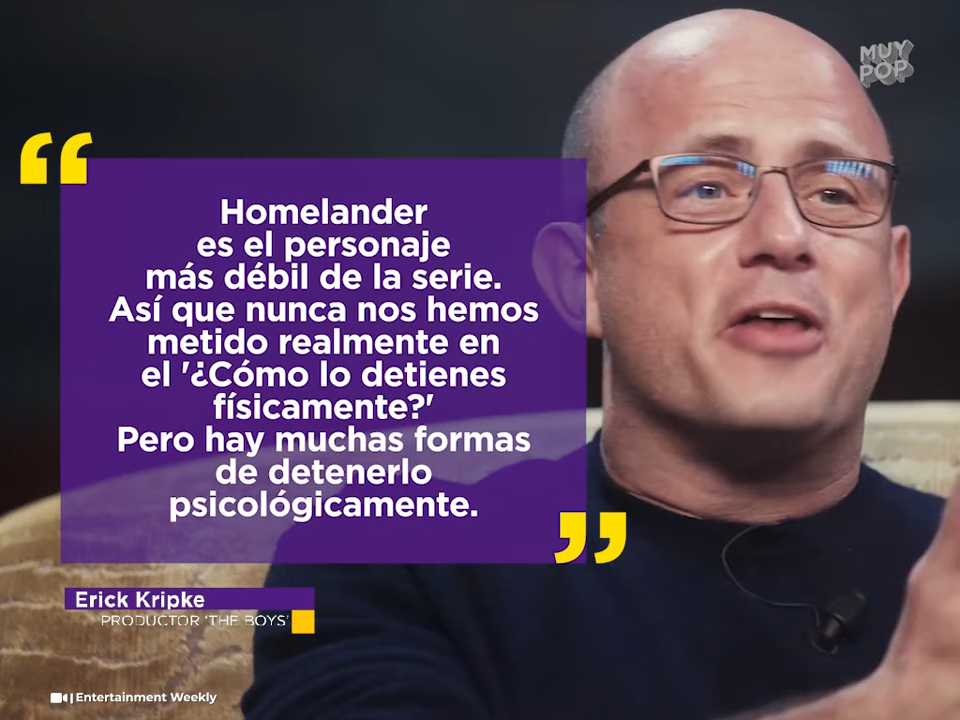 MUY
POP
“
Homelander
es el personaje
más débil de la serie.
Así que nunca nos hemos
metido realmente en
el '¿Cómo lo detienes
físicamente?'
Pero hay muchas formas
de detenerlo
psicológicamente.
”
Erick Kripke
PRODUCTOR 'THE BOYS'
Entertainment Weekly